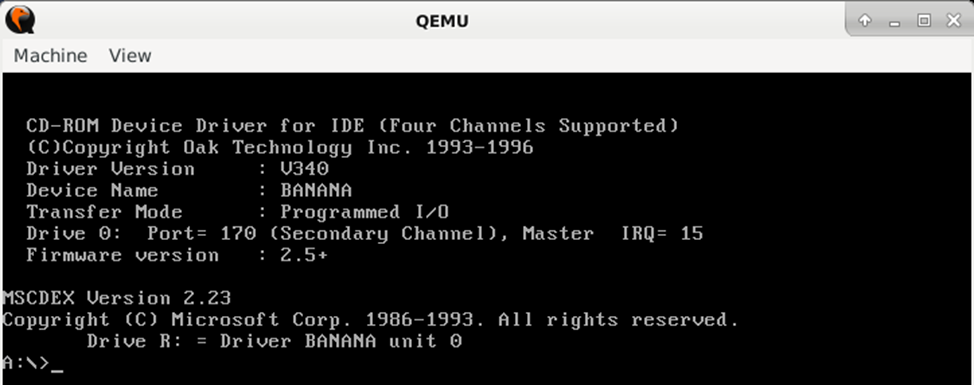 QEMU
Machine View
CD-ROM Device Driver for IDE (Four Channels Supported)
(C)Copyright Oak Technology Inc. 1993-1996
Driver Version : V340
Device Name : BANANA
Transfer Mode : Programmed I/O
Drive 0: Port= 170 (Secondary Channel), Master IRQ= 15
Firmware version : 2.5+
MSCDEX Version 2.23
Copyright (C) Microsoft Corp. 1986-1993. All rights reserved.
Drive R: = Driver BANANA unit 0
A:\>_